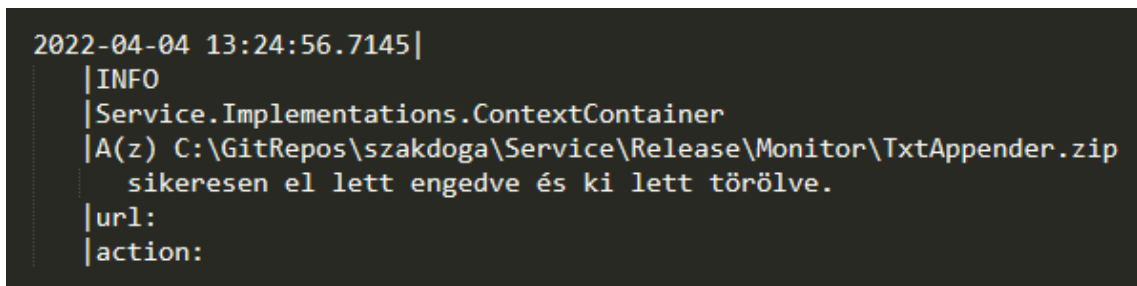 2022-04-04 13:24:56.7145|
|INFO
|Service.Implementations.ContextContainer
|A(z) C:\GitRepos\szakdoga\Service\Release\Monitor\TxtAppender.zip
sikeresen el lett engedve és ki lett törölve.
|url:
|action: